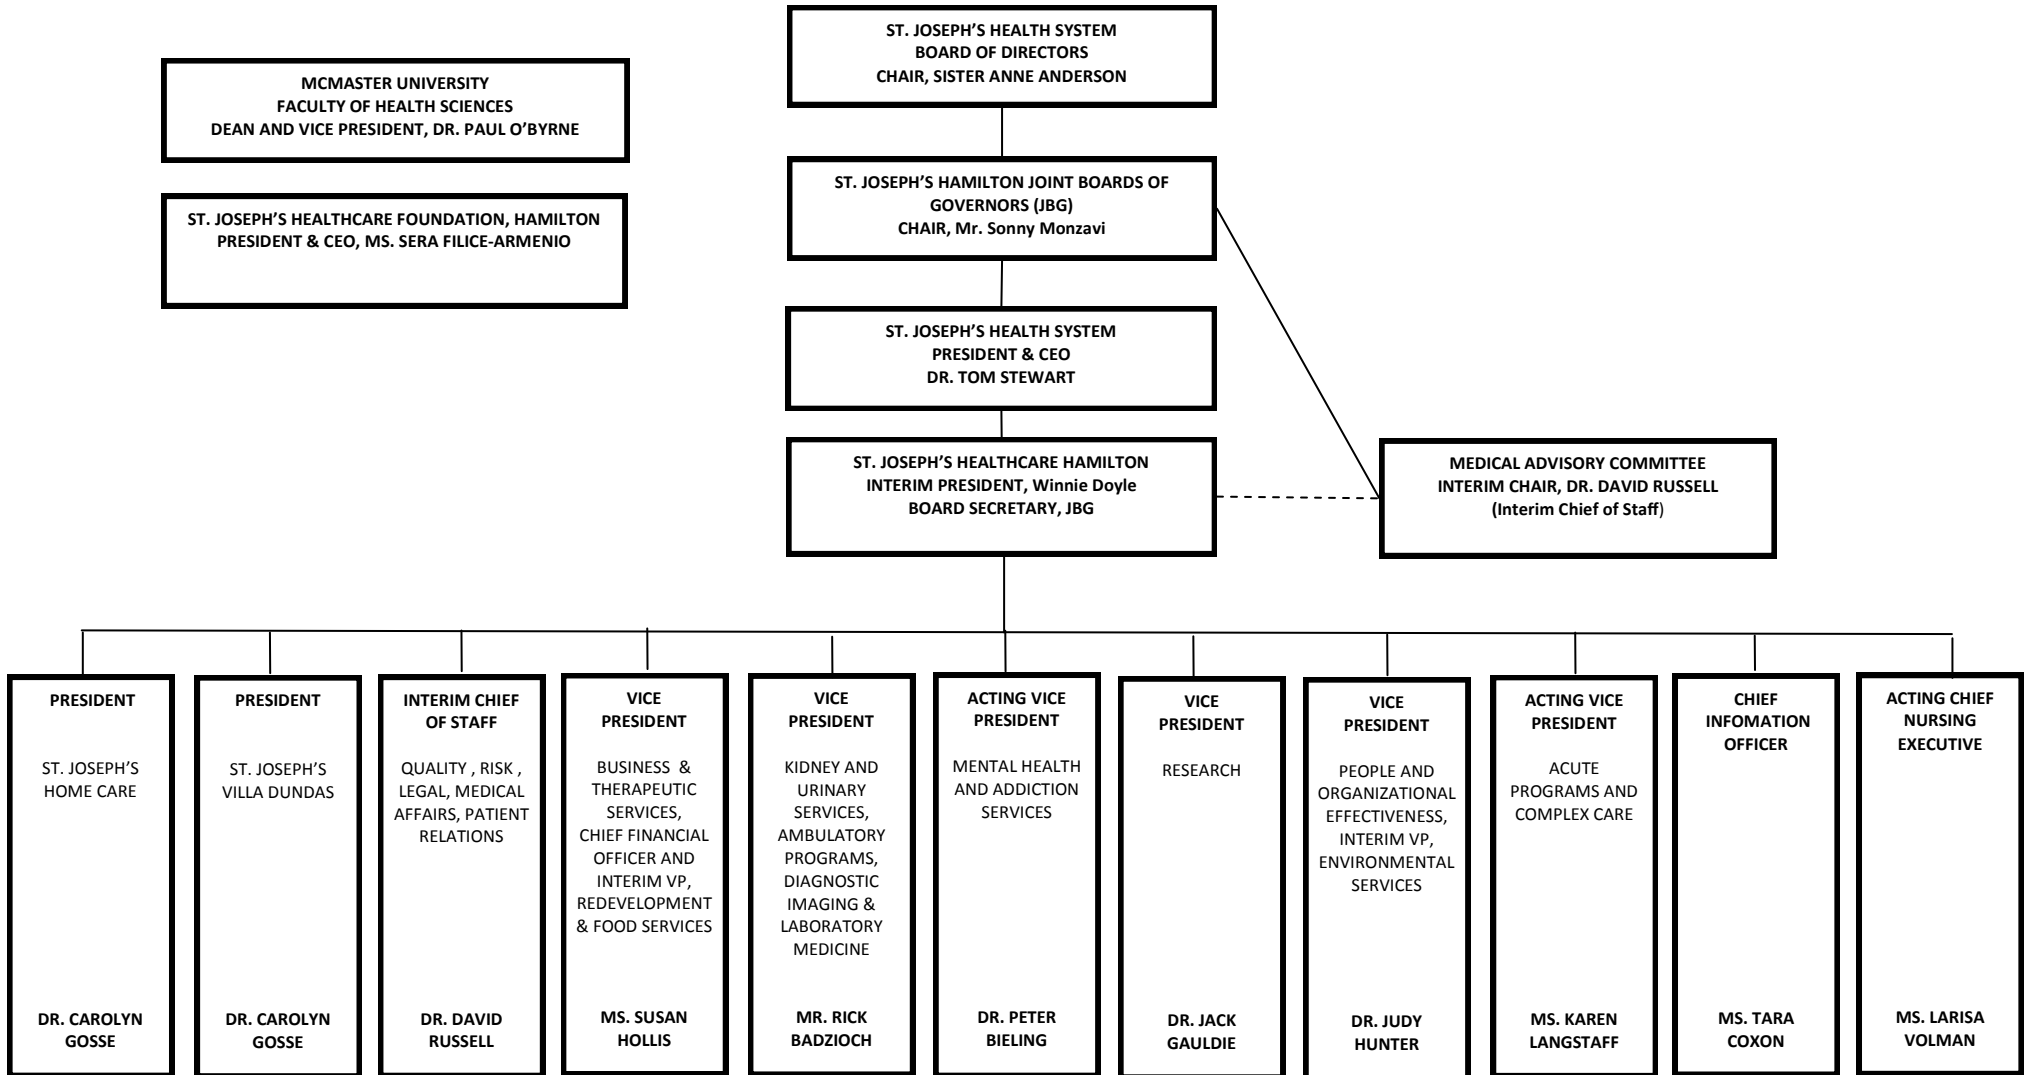 ST. JOSEPH'S HEALTH SYSTEM
BOARD OF DIRECTORS
CHAIR, SISTER ANNE ANDERSON
MCMASTER UNIVERSITY
FACULTY OF HEALTH SCIENCES
DEAN AND VICE PRESIDENT, DR. PAUL O'BYRNE
ST. JOSEPH'S HAMILTON JOINT BOARDS OF
GOVERNORS (JBG)
CHAIR, Mr. Sonny Monzavi
ST. JOSEPH'S HEALTHCARE FOUNDATION, HAMILTON
PRESIDENT & CEO, MS. SERA FILICE-ARMENIO
ST. JOSEPH'S HEALTH SYSTEM
PRESIDENT & CEO
DR. TOM STEWART
ST. JOSEPH'S HEALTHCARE HAMILTON
INTERIM PRESIDENT, Winnie Doyle
BOARD SECRETARY, JBG
MEDICAL ADVISORY COMMITTEE
INTERIM CHAIR, DR. DAVID RUSSELL
(Interim Chief of Staff)
PRESIDENT
ST. JOSEPH'S
HOME CARE
DR. CAROLYN
GOSSE
PRESIDENT
ST. JOSEPH'S
VILLA DUNDAS
DR. CAROLYN
GOSSE
INTERIM CHIEF
OF STAFF
QUALITY , RISK ,
LEGAL, MEDICAL
AFFAIRS, PATIENT
RELATIONS
DR. DAVID
RUSSELL
VICE
PRESIDENT
BUSINESS &
THERAPEUTIC
SERVICES,
CHIEF FINANCIAL
OFFICER AND
INTERIM VP,
REDEVELOPMENT
& FOOD SERVICES
MS. SUSAN
HOLLIS
VICE
PRESIDENT
KIDNEY AND
URINARY
SERVICES,
AMBULATORY
PROGRAMS,
DIAGNOSTIC
IMAGING &
LABORATORY
MEDICINE
MR. RICK
BADZIOCH
ACTING VICE
PRESIDENT
MENTAL HEALTH
AND ADDICTION
SERVICES
DR. PETER
BIELING
VICE
PRESIDENT
RESEARCH
DR. JACK
GAULDIE
VICE
PRESIDENT
PEOPLE AND
ORGANIZATIONAL
EFFECTIVENESS,
INTERIM VP,
ENVIRONMENTAL
SERVICES
DR. JUDY
HUNTER
ACTING VICE
PRESIDENT
ACUTE
PROGRAMS AND
COMPLEX CARE
MS. KAREN
LANGSTAFF
CHIEF
INFOMATION
OFFICER
MS. TARA
COXON
ACTING CHIEF
NURSING
EXECUTIVE
MS. LARISA
VOLMAN